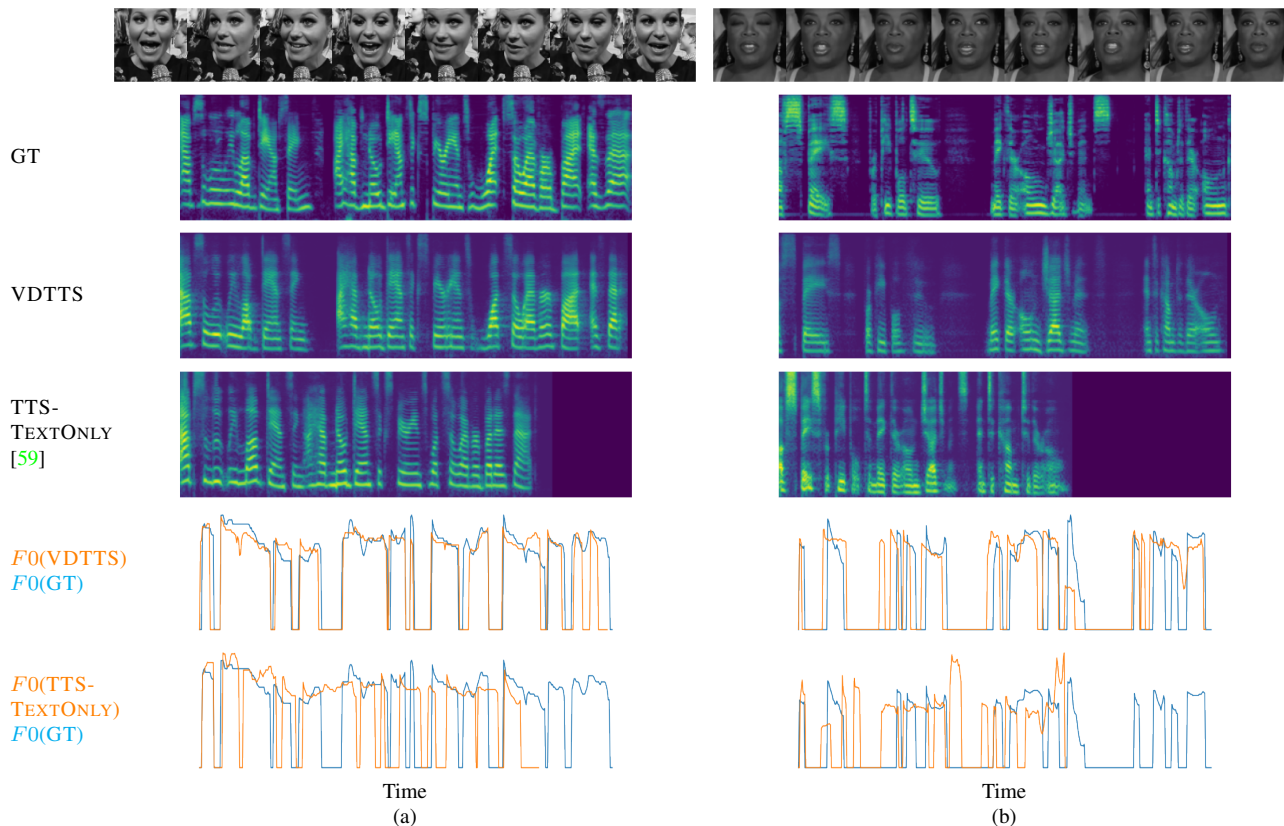 GT
VDTTS
TTS-
TEXTONLY
[59]
F0(VDTTS)
F0(GT)
F0(TTS-
TEXTONLY)
F0(GT)
Time
Time
(a)
(b)